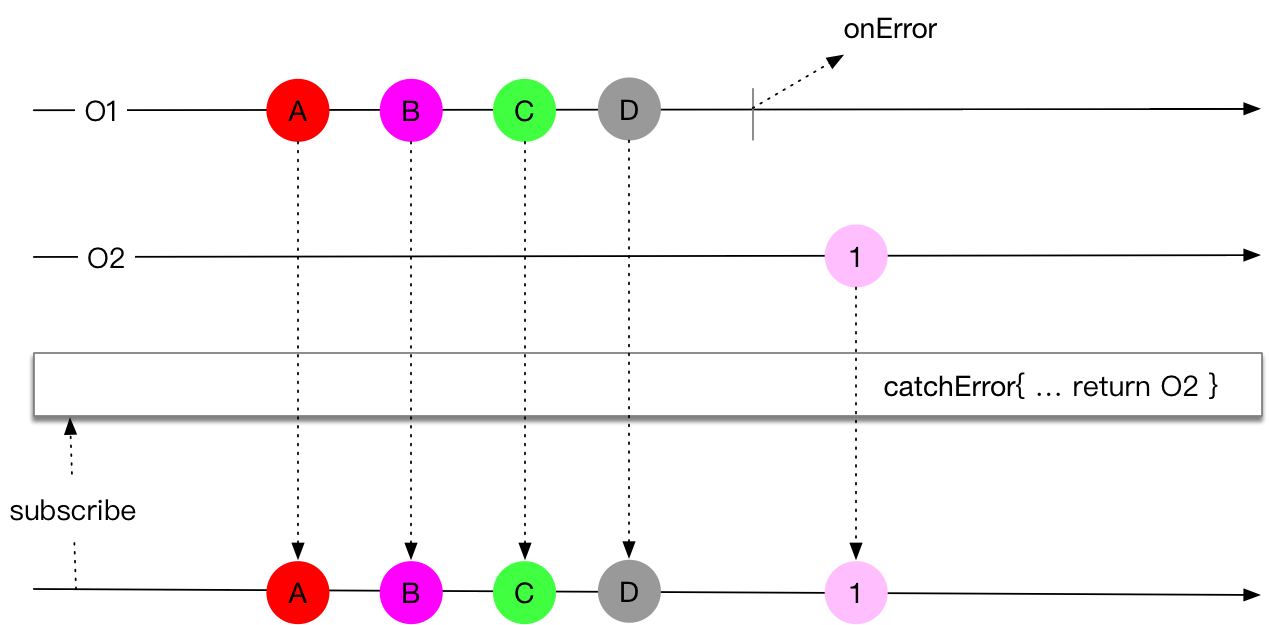 onError
O1 A B C D
O2 1
catchError{ … return O2 }
subscribe
A B C D 1